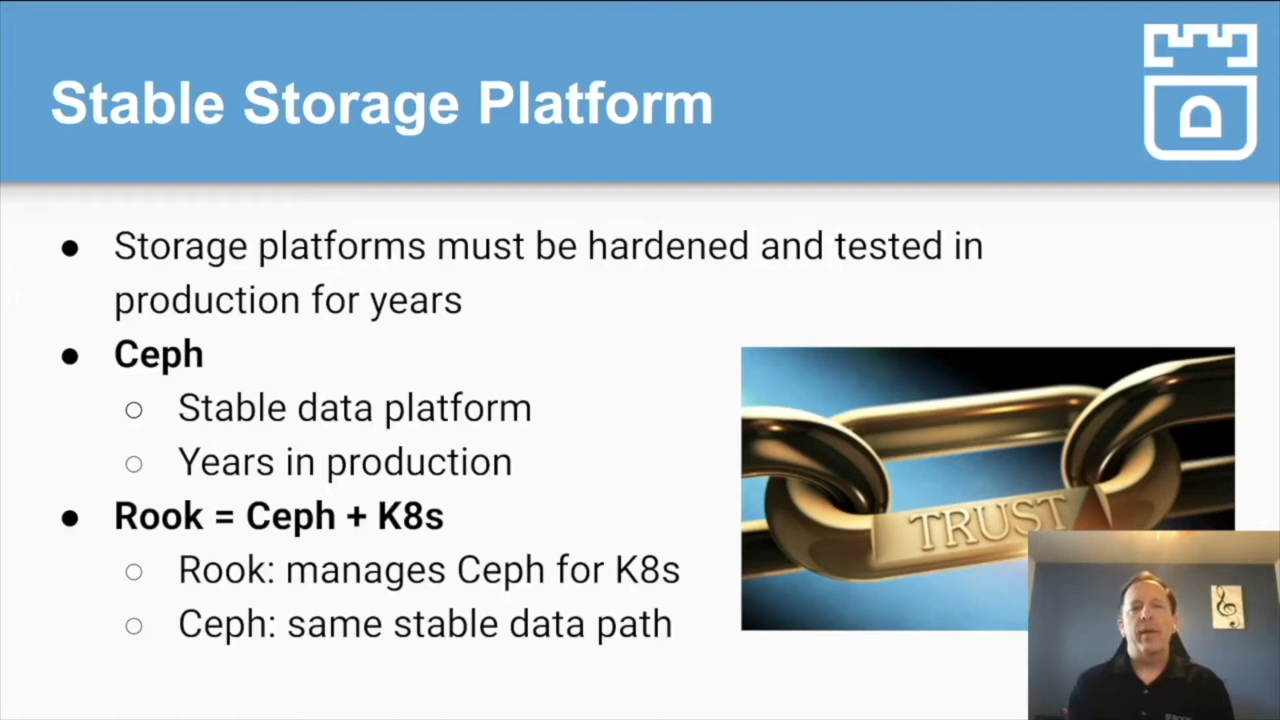 Stable Storage Platform
● Storage platforms must be hardened and tested in
production for years
● Ceph
○ Stable data platform
○ Years in production
● Rook = Ceph + K8s
○ Rook: manages Ceph for K8s
○ Ceph: same stable data path
TRUST